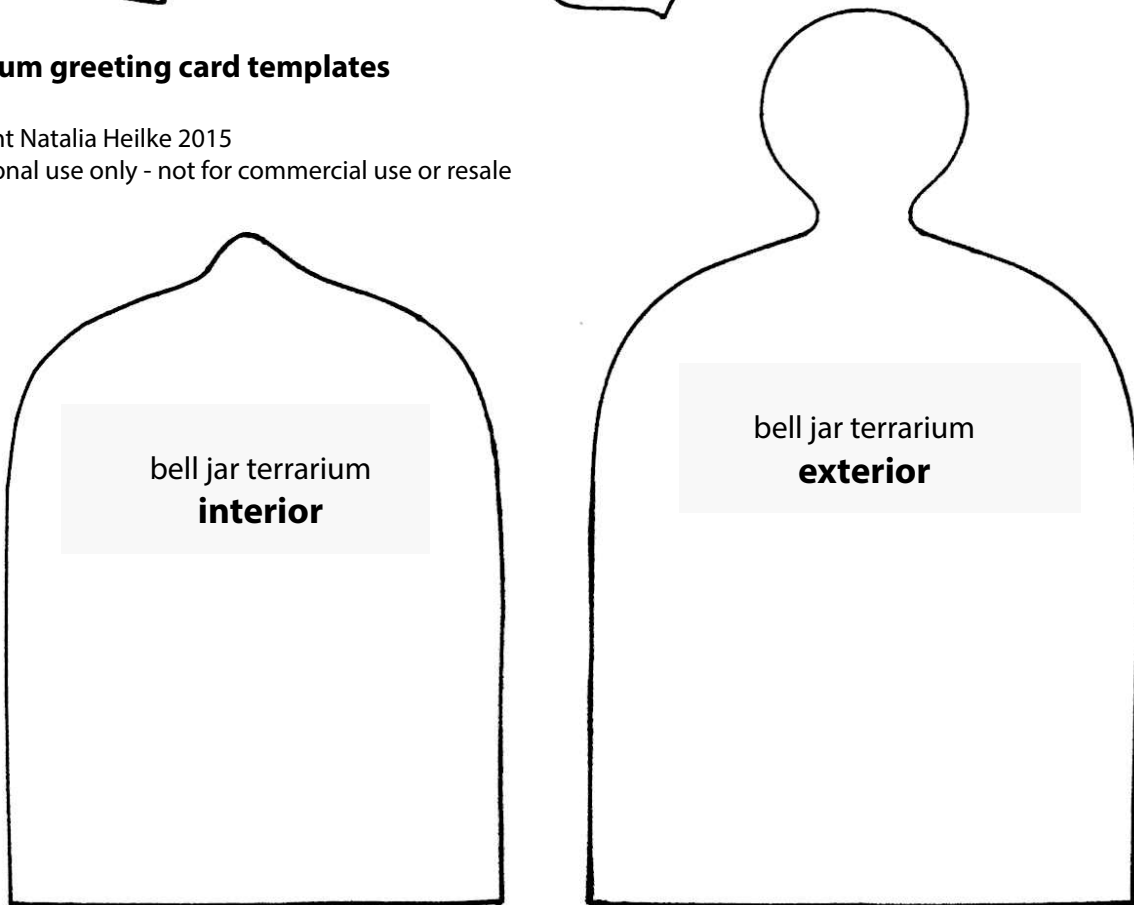 um greeting card templates
nt Natalia Heilke 2015
onal use only - not for commercial use or resale
bell jar terrarium
interior
bell jar terrarium
exterior